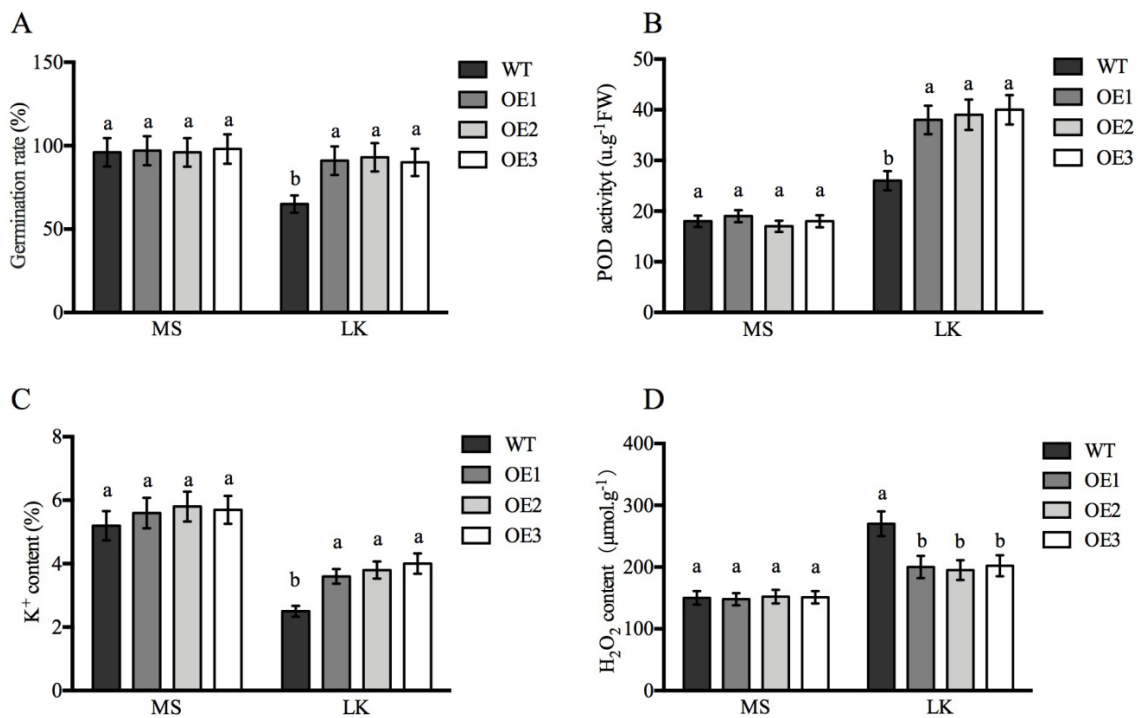 A
Germination rate (%)
150
100
50
0
a a a a
b a a a
MS LK
WT
OE1
OE2
OE3
B
POD activityt (u.g⁻¹FW)
50
40
30
20
10
0
a a a a
b a a a
MS LK
WT
OE1
OE2
OE3
C
K⁺ content (%)
8
6
4
2
0
a a a a
b a a a
MS LK
WT
OE1
OE2
OE3
D
H₂O₂ content（μmol.g⁻¹)
400
300
200
100
0
a a a a
a b b b
MS LK
WT
OE1
OE2
OE3